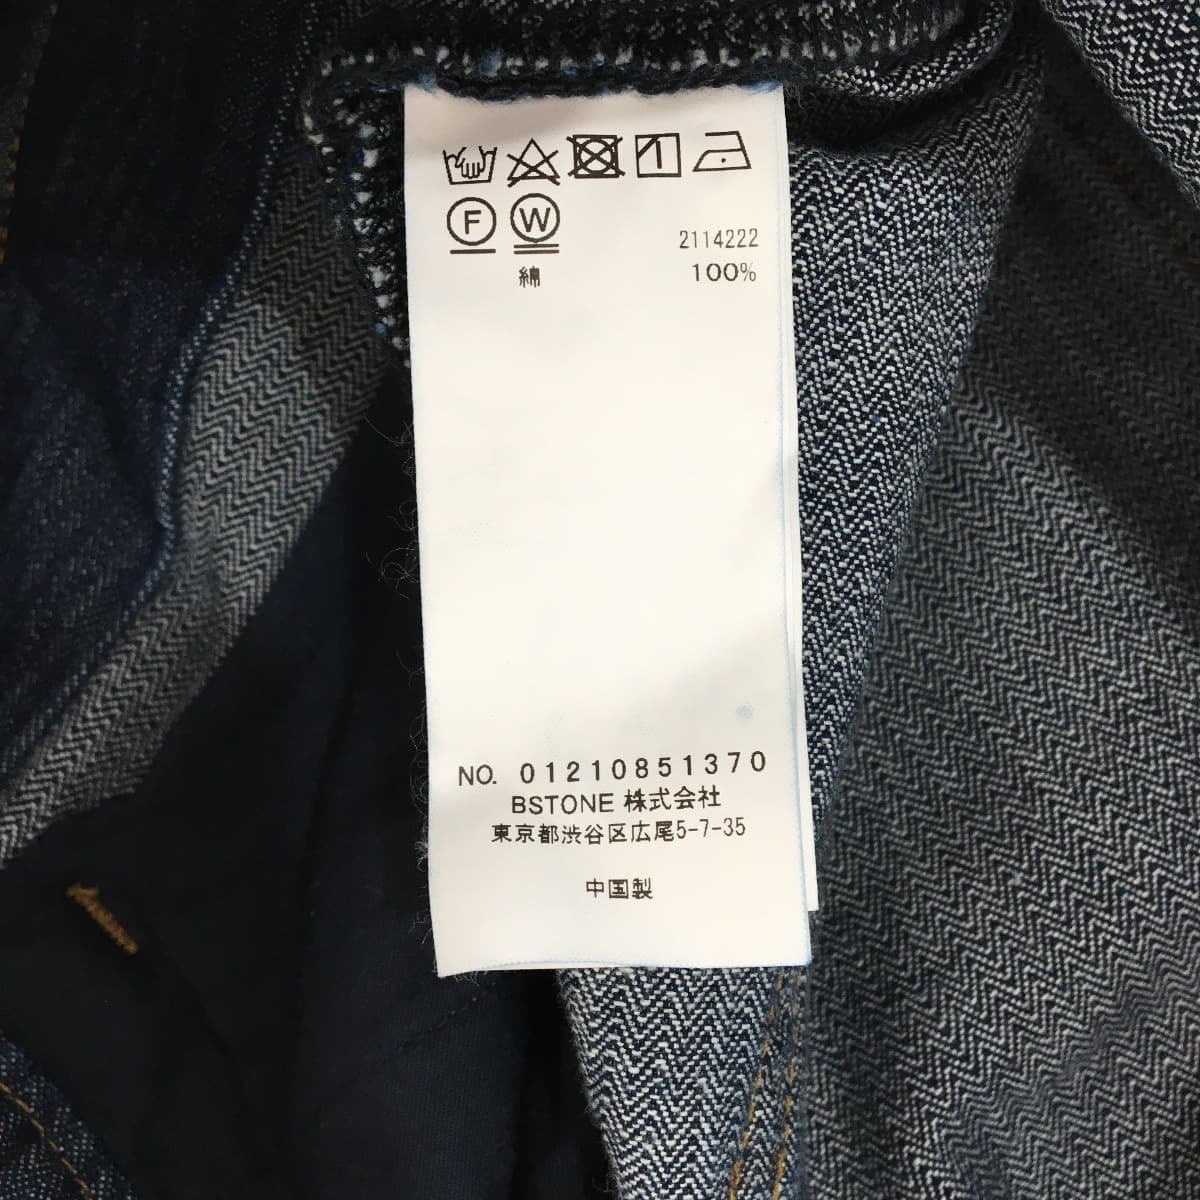 F W
2114222
綿 100%
NO. 01210851370
BSTONE 株式会社
東京都渋谷区広尾5-7-35
中国製